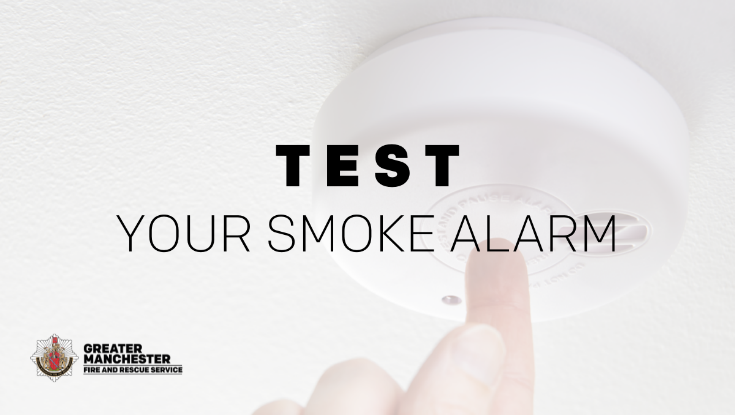 TEST
YOUR SMOKE ALARM
GREATER
MANCHESTER
FIRE AND RESCUE SERVICE